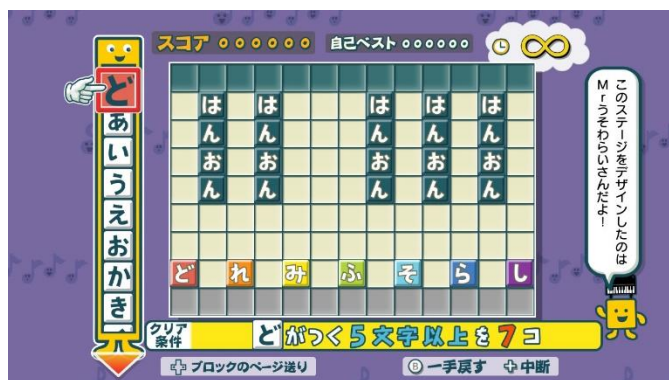 スコア 000000 自己ベスト 000000 ∞
ど
あ
い
う
え
お
か
き
は は は は は
ん ん ん ん ん
お お お お お
ん ん ん ん ん
ど れ み ふ そ ら し
このステージをデザインしたのは
Mrうそわらいさんだよ!
クリア条件 どがつく5文字以上を7コ
ブロックのページ送り Ⓑ一手戻す 中断